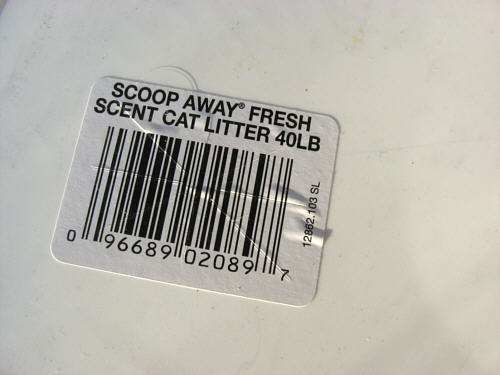 SCOOP AWAY® FRESH
SCENT CAT LITTER 40LB
12862.103 SL
0 96689 02089 7